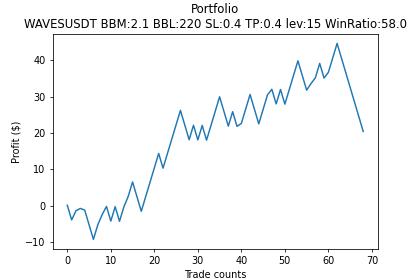 Portfolio
WAVESUSDT BBM:2.1 BBL:220 SL:0.4 TP:0.4 lev:15 WinRatio:58.0
Profit ($)
40
30
20
10
0
−10
0 10 20 30 40 50 60 70
Trade counts